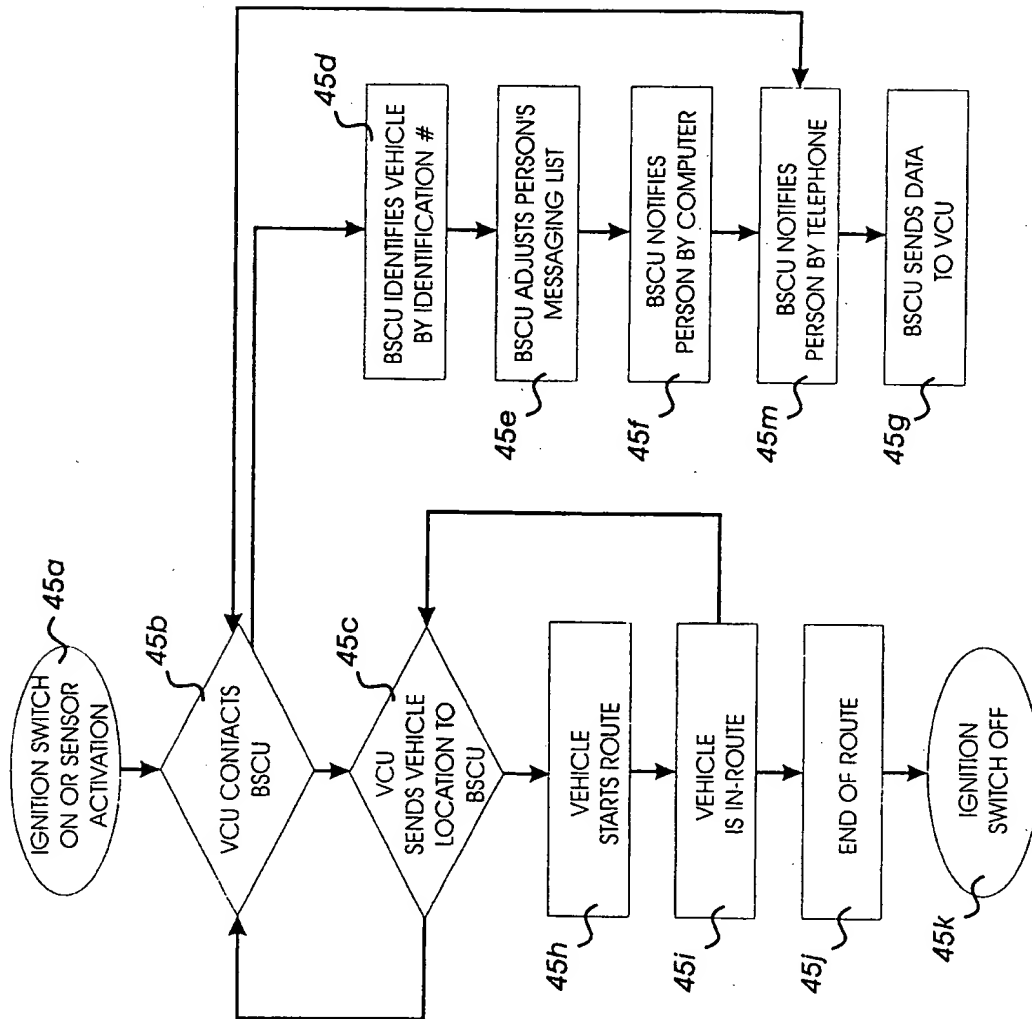 IGNITION SWITCH
ON OR SENSOR
ACTIVATION
45a
VCU CONTACTS
BSCU
45b
VCU
SENDS VEHICLE
LOCATION TO
BSCU
45c
VEHICLE
STARTS ROUTE
45h
VEHICLE
IS IN-ROUTE
45i
END OF ROUTE
45j
IGNITION
SWITCH OFF
45k
BSCU IDENTIFIES VEHICLE
BY IDENTIFICATION #
45d
BSCU ADJUSTS PERSON'S
MESSAGING LIST
45e
BSCU NOTIFIES
PERSON BY COMPUTER
45f
BSCU NOTIFIES
PERSON BY TELEPHONE
45m
BSCU SENDS DATA
TO VCU
45g